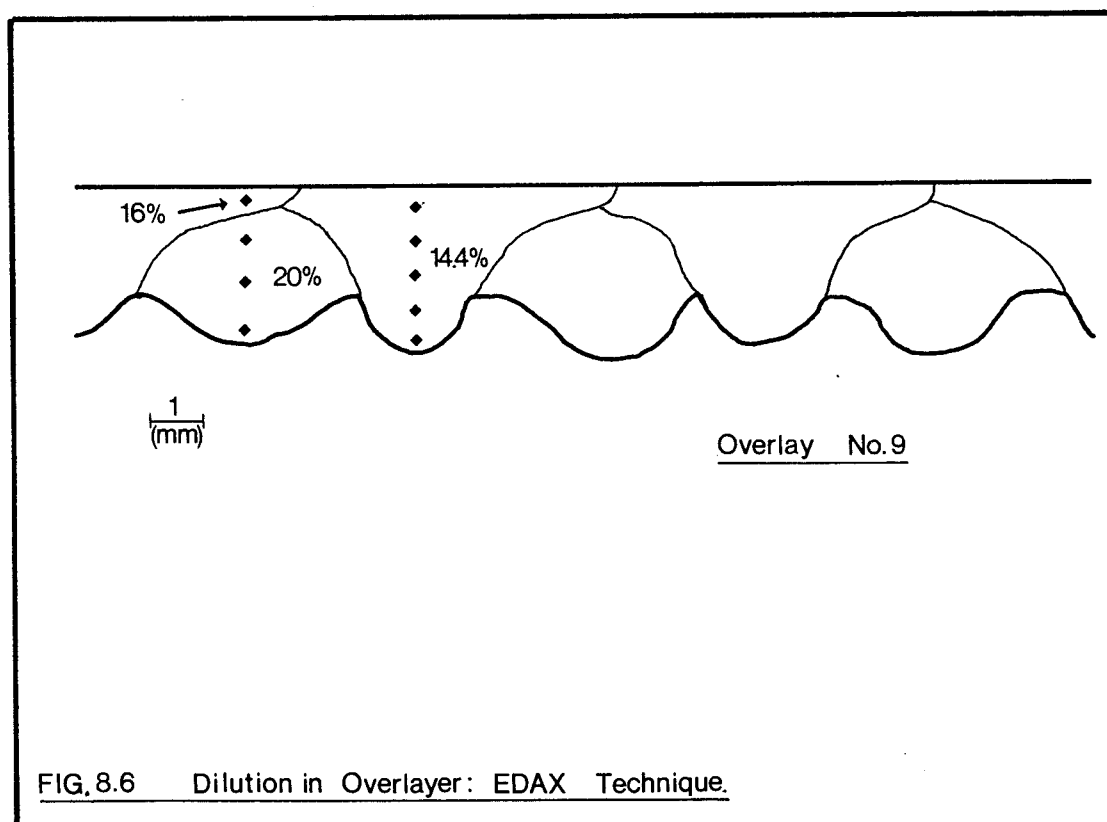 16%
20%
14.4%
1
(mm)
Overlay No.9
FIG. 8.6 Dilution in Overlayer: EDAX Technique.